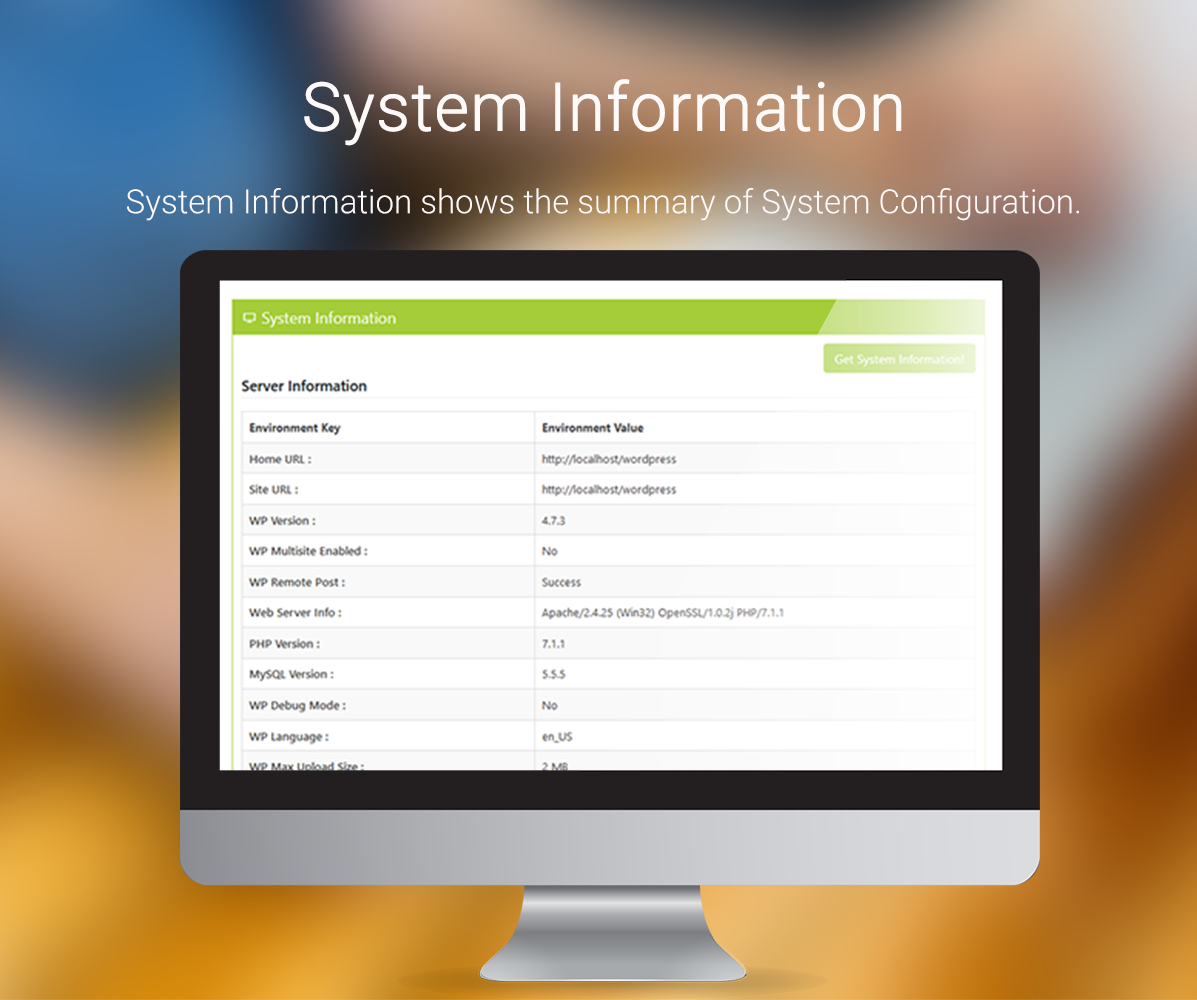 System Information
System Information shows the summary of System Configuration.
System Information
Get System Information!
Server Information
Environment Key Environment Value
Home URL : http://localhost/wordpress
Site URL : http://localhost/wordpress
WP Version : 4.7.3
WP Multisite Enabled : No
WP Remote Post : Success
Web Server Info : Apache/2.4.25 (Win32) OpenSSL/1.0.2j PHP/7.1.1
PHP Version : 7.1.1
MySQL Version : 5.5.5
WP Debug Mode : No
WP Language : en_US
WP Max Upload Size : 2 MB